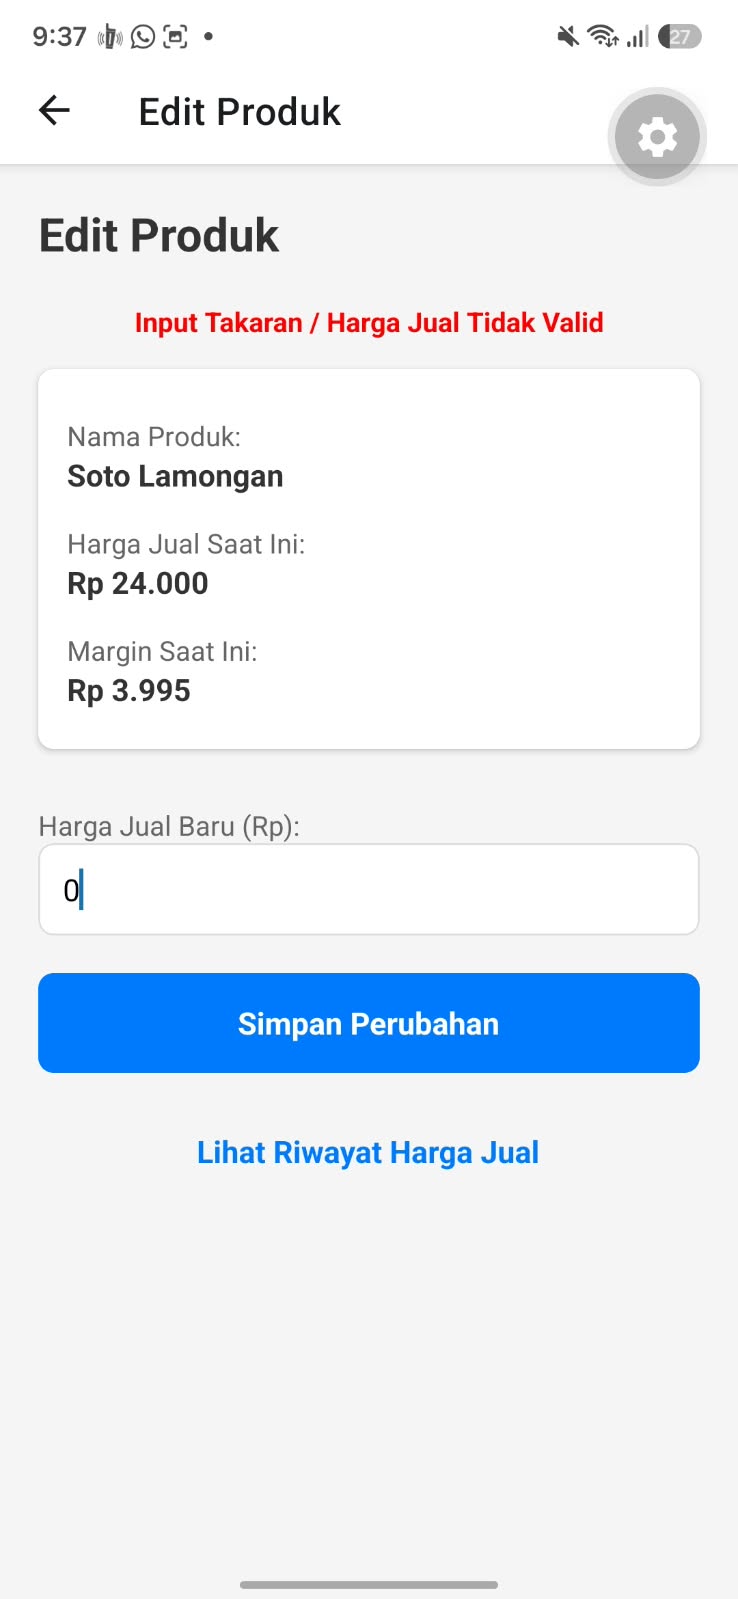 9:37
27
Edit Produk
Edit Produk
Input Takaran / Harga Jual Tidak Valid
Nama Produk:
Soto Lamongan
Harga Jual Saat Ini:
Rp 24.000
Margin Saat Ini:
Rp 3.995
Harga Jual Baru (Rp):
0
Simpan Perubahan
Lihat Riwayat Harga Jual